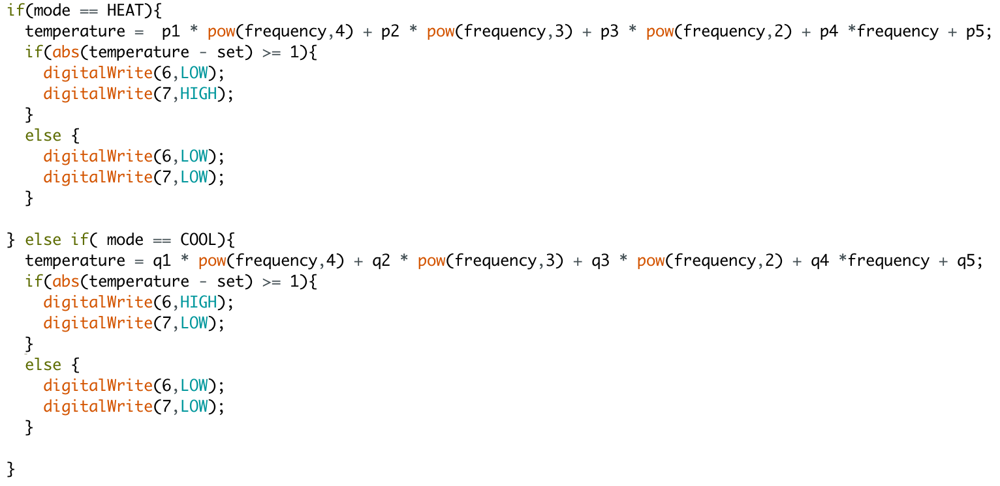 if(mode == HEAT){
  temperature =  p1 * pow(frequency,4) + p2 * pow(frequency,3) + p3 * pow(frequency,2) + p4 *frequency + p5;
  if(abs(temperature - set) >= 1){
    digitalWrite(6,LOW);
    digitalWrite(7,HIGH);
  }
  else {
    digitalWrite(6,LOW);
    digitalWrite(7,LOW);
  }

} else if( mode == COOL){
  temperature = q1 * pow(frequency,4) + q2 * pow(frequency,3) + q3 * pow(frequency,2) + q4 *frequency + q5;
  if(abs(temperature - set) >= 1){
    digitalWrite(6,HIGH);
    digitalWrite(7,LOW);
  }
  else {
    digitalWrite(6,LOW);
    digitalWrite(7,LOW);
  }

}